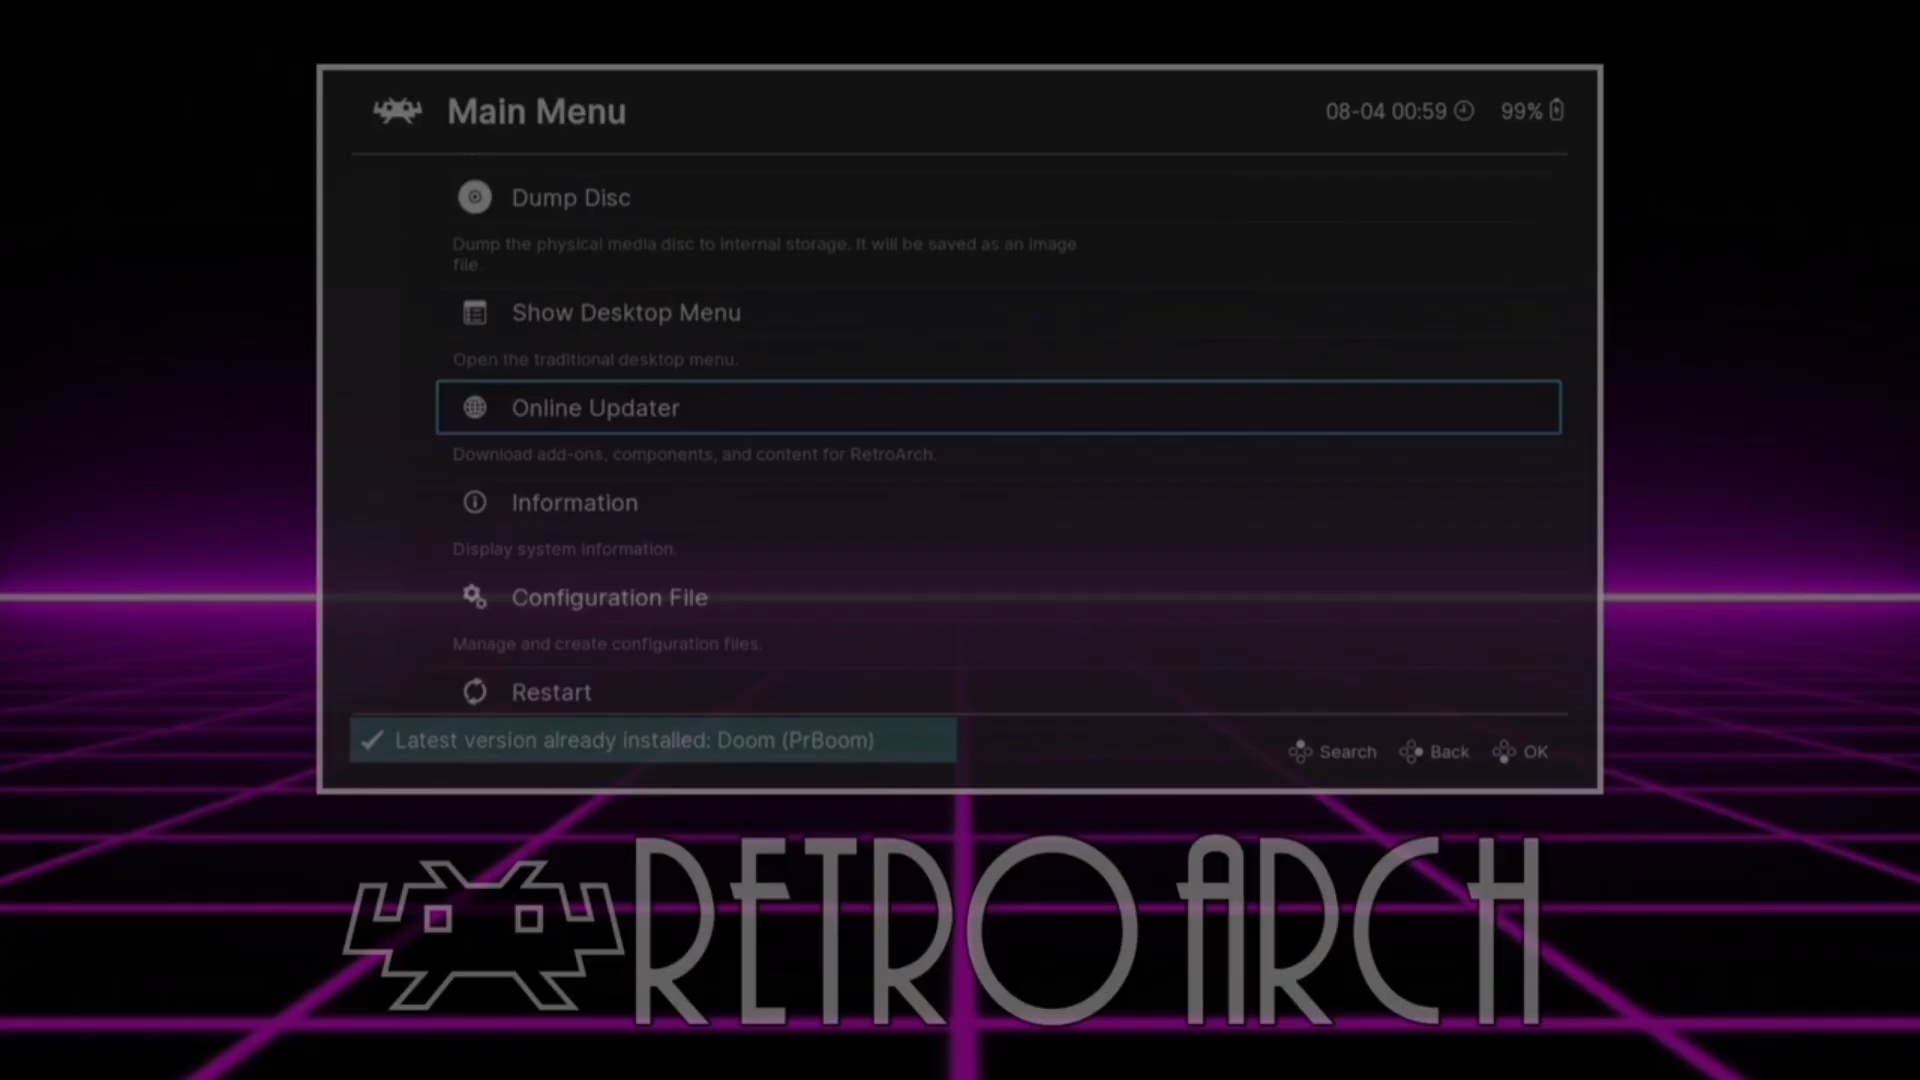 Main Menu
08-04 00:59
99%
Dump Disc
Dump the physical media disc to internal storage. It will be saved as an image
file.
Show Desktop Menu
Open the traditional desktop menu.
Online Updater
Download add-ons, components, and content for RetroArch.
Information
Display system information.
Configuration File
Manage and create configuration files.
Restart
Latest version already installed: Doom (PrBoom)
Search
Back
OK
RETROARCH